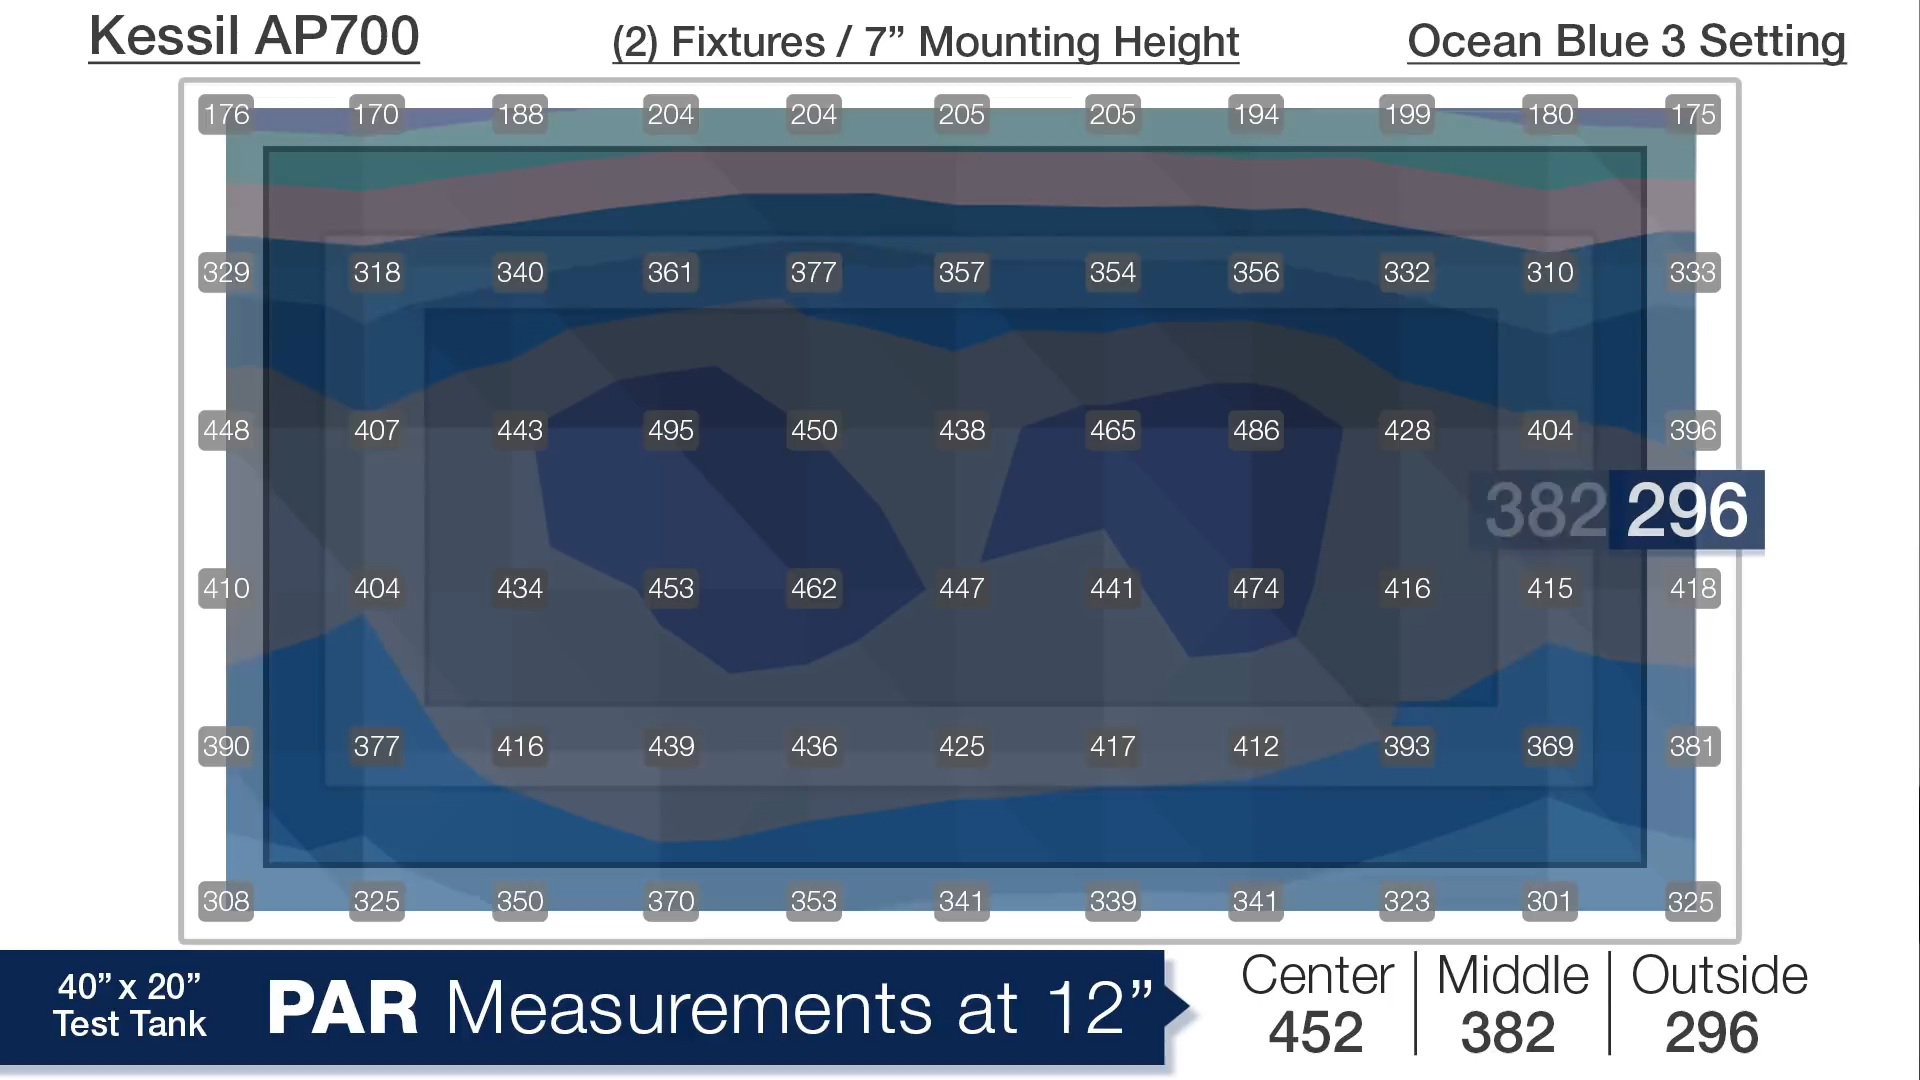 Kessil AP700
(2) Fixtures / 7” Mounting Height
Ocean Blue 3 Setting
176 170 188 204 204 205 205 194 199 180 175
329 318 340 361 377 357 354 356 332 310 333
448 407 443 495 450 438 465 486 428 404 396
382 296
410 404 434 453 462 447 441 474 416 415 418
390 377 416 439 436 425 417 412 393 369 381
308 325 350 370 353 341 339 341 323 301 325
40” x 20”
Test Tank
PAR Measurements at 12”
Center Middle Outside
452 382 296